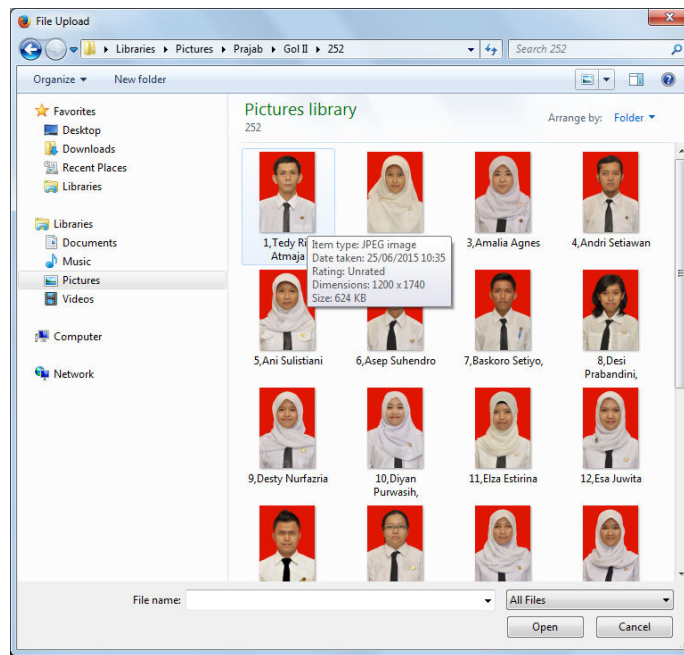 File Upload
Libraries Pictures Prajab Gol II 252
Search 252
Organize
New folder
Favorites
Desktop
Downloads
Recent Places
Libraries
Libraries
Documents
Music
Pictures
Videos
Computer
Network
Pictures library
252
Arrange by: Folder
1,Tedy
Atmaja
Item type: JPEG image
Date taken: 25/06/2015 10:35
Rating: Unrated
Dimensions: 1200 x 1740
Size: 624 KB
3,Amalia Agnes
4,Andri Setiawan
5,Ani Sulistiani
6,Asep Suhendro
7,Baskoro Setiyo,
8,Desi
Prabandini,
9,Desty Nurfazria
10,Diyan
Purwasih,
11,Elza Estirina
12,Esa Juwita
File name:
All Files
Open
Cancel